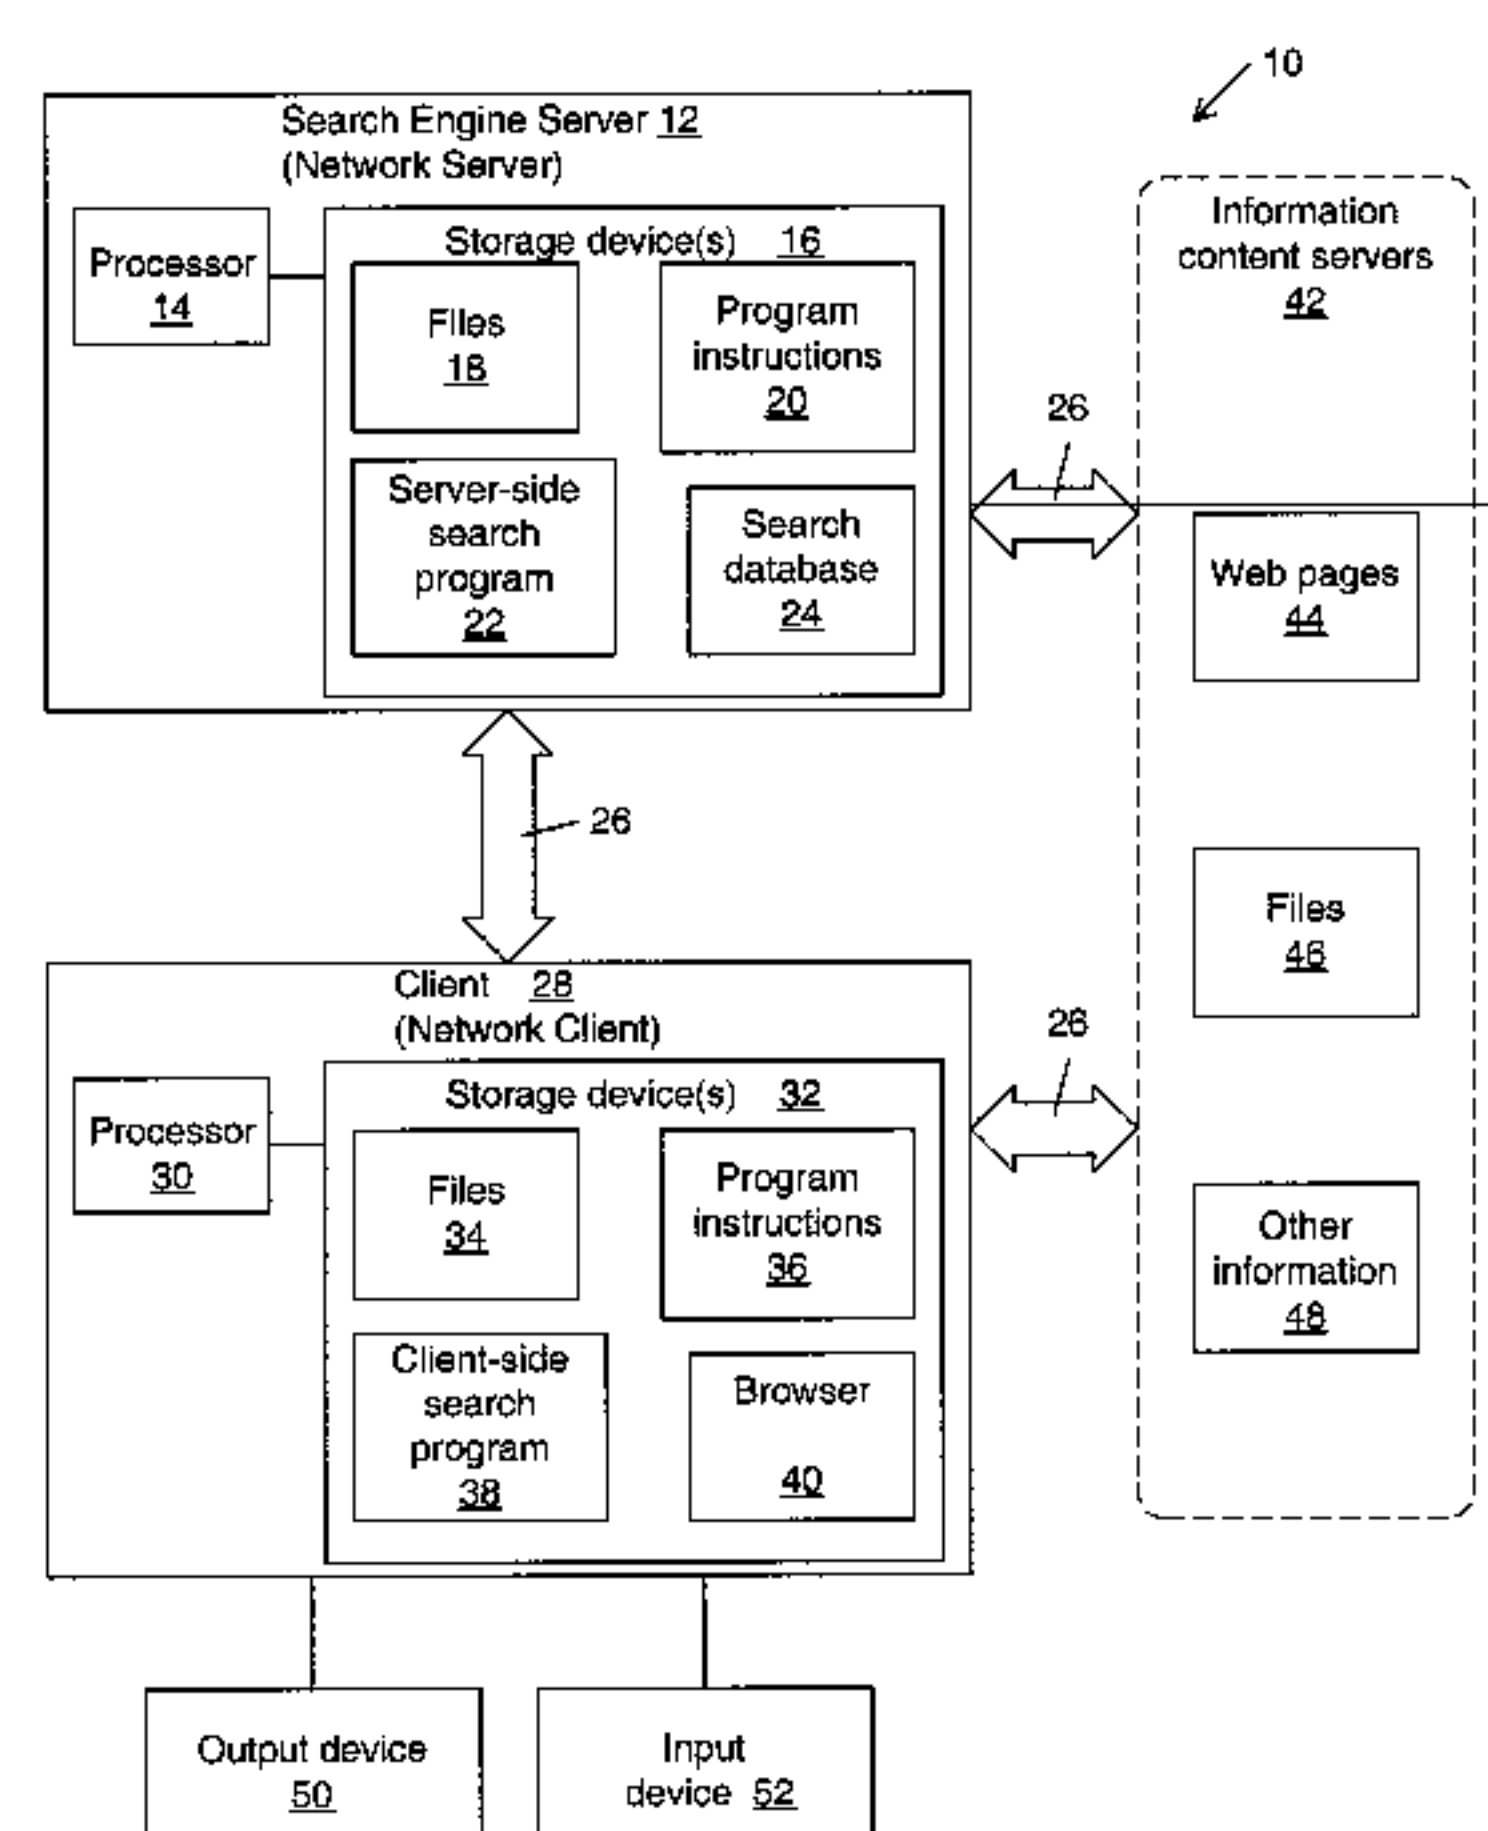 10
Search Engine Server 12
(Network Server)
Processor
14
Storage device(s) 16
Files
18
Program
instructions
20
Server-side
search
program
22
Search
database
24
26
Information
content servers
42
Web pages
44
Files
46
Other
information
48
26
26
Client 28
(Network Client)
Processor
30
Storage device(s) 32
Files
34
Program
instructions
36
Client-side
search
program
38
Browser
40
Output device
50
Input
device 52